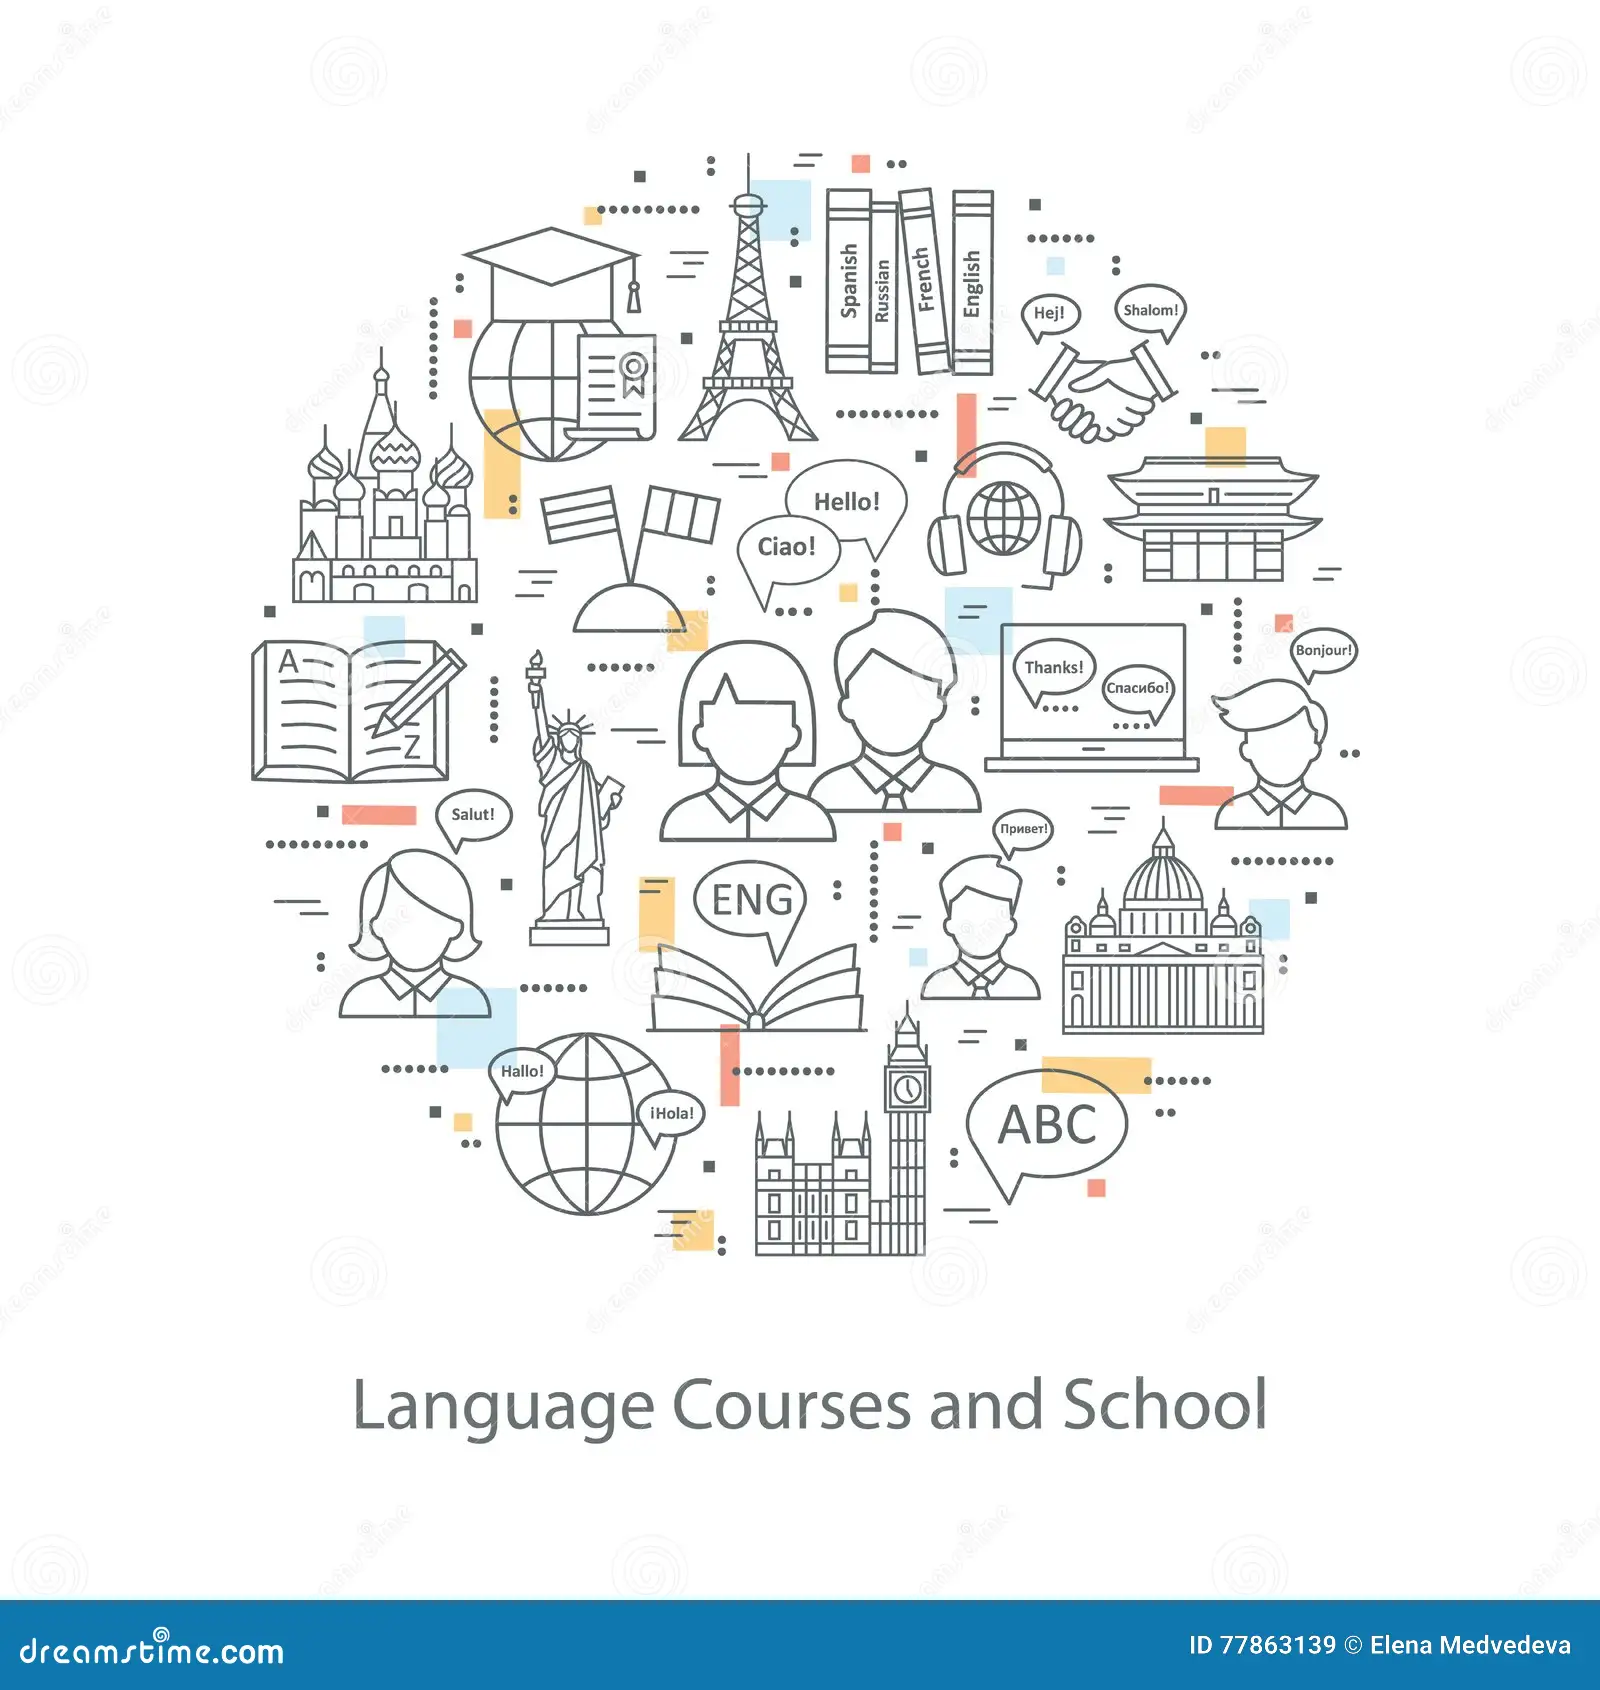 Spanish
Russian
French
English
Hej!
Shalom!
Hello!
Ciao!
Thanks!
Спасибо!
Bonjour!
A
Z
Salut!
Привет!
ENG
Hallo!
¡Hola!
ABC
Language Courses and School
dreamstime.com
ID 77863139 © Elena Medvedeva